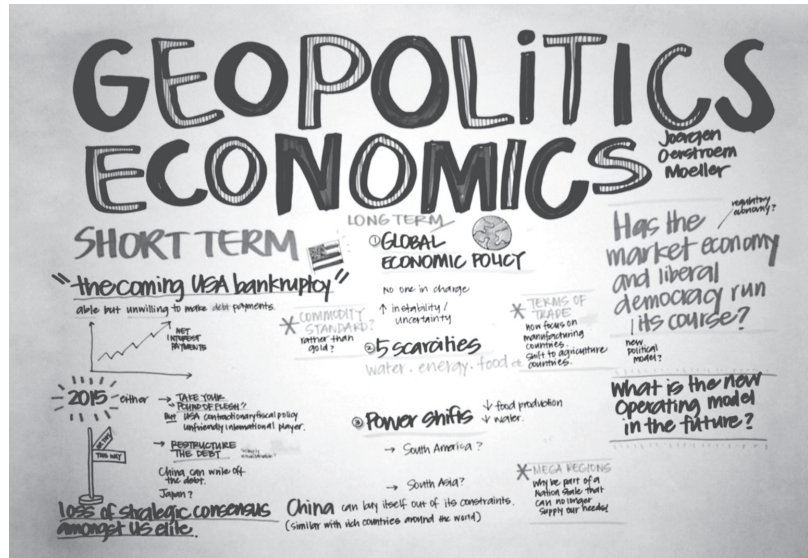 GEOPOLITICS
ECONOMICS
Joergen
Oerstroem
Moeller
SHORT TERM
"the coming USA bankruptcy"
able but unwilling to make debt payments.
NET
INTEREST
PAYMENTS
2015 either
→ TAKE YOUR
POUND OF FLESH?
BUT USA contractionary fiscal policy
unfriendly international player.
→ RESTRUCTURE
THE DEBT
China can write off
the debt.
Japan?
THIS WAY
loss of strategic consensus
amongst US elite.
LONG TERM
① GLOBAL
ECONOMIC POLICY
No one in charge
↑ instability/
uncertainty
* COMMODITY
STANDARD?
rather than
gold?
② 5 scarcities
water. energy. food etc
* TERMS OF
TRADE
now focus on
manufacturing
countries.
shift to agriculture
countries.
③ Power shifts
↓ food production
↓ water.
→ South America?
→ South Asia?
China can buy itself out of its constraints.
(similar with rich countries around the world)
* MEGA REGIONS
Why be part of a
Nation state that
can no longer
supply our needs!
regulatory
economy?
Has the
market economy
and liberal
democracy run
its course?
new
political
model?
What is the new
Operating model
in the future?